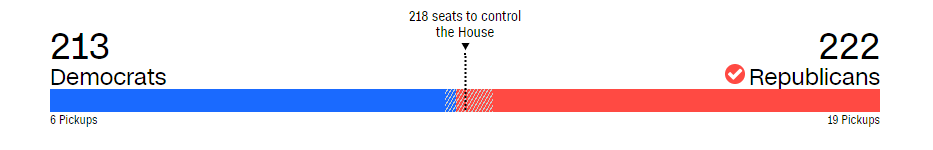 218 seats to control
the House
213
222
Democrats
Republicans
6 Pickups
19 Pickups